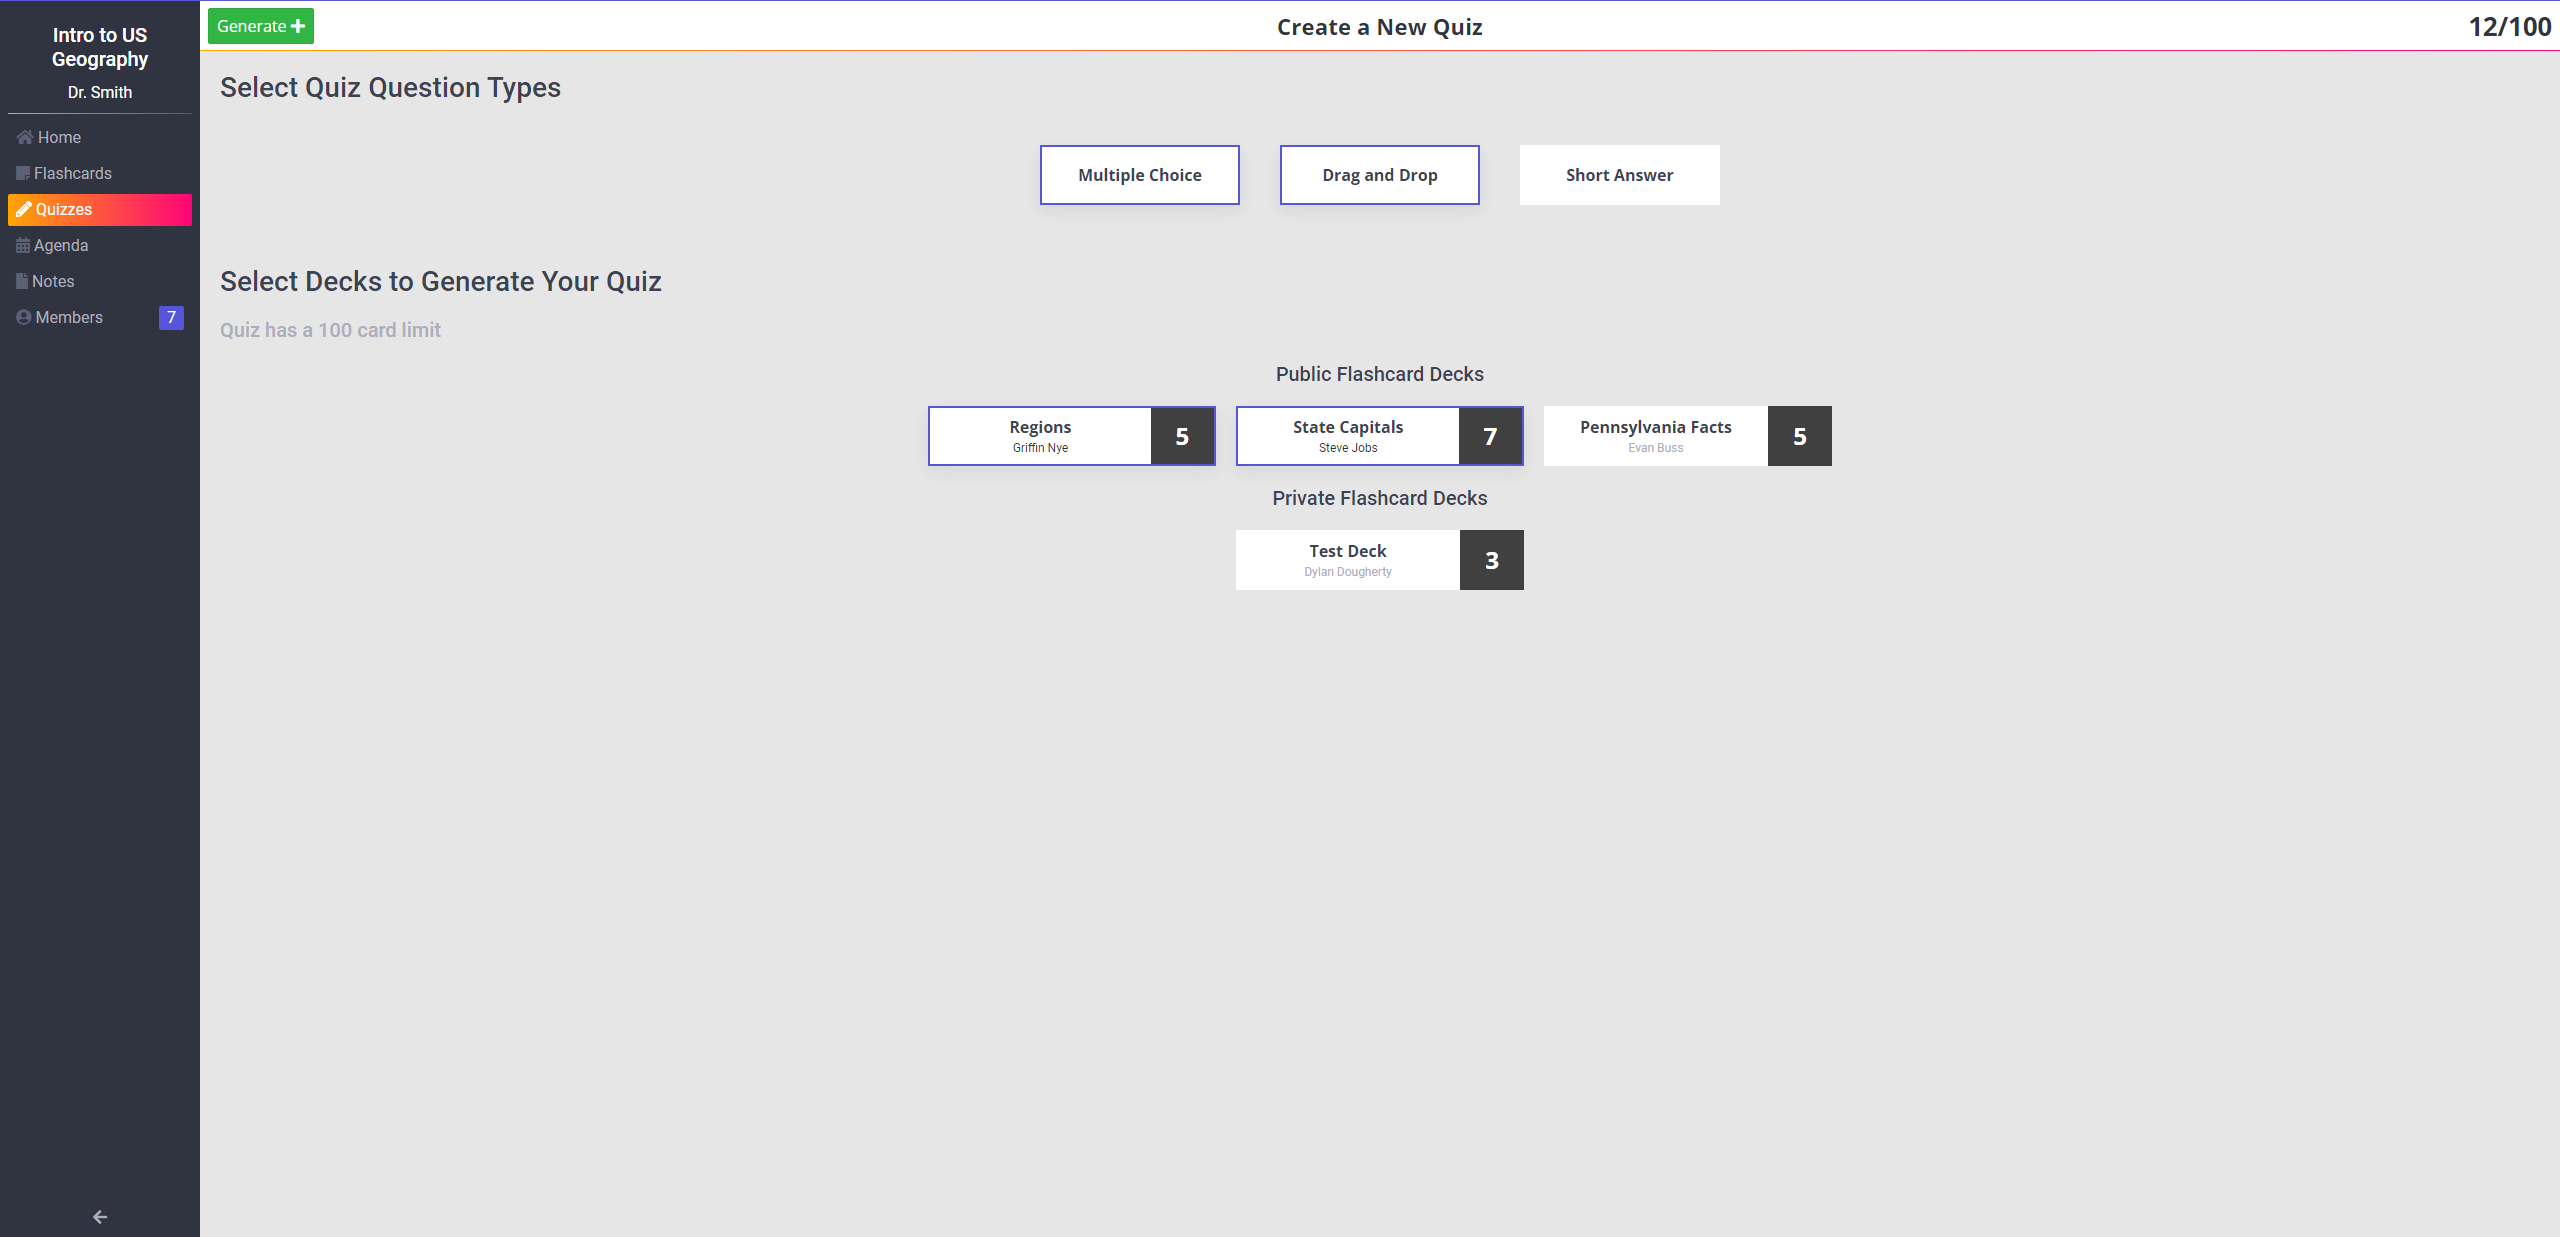 Intro to US
Geography
Dr. Smith
Home
Flashcards
Quizzes
Agenda
Notes
Members 7
Generate
Create a New Quiz
12/100
Select Quiz Question Types
Multiple Choice
Drag and Drop
Short Answer
Select Decks to Generate Your Quiz
Quiz has a 100 card limit
Public Flashcard Decks
Regions
Griffin Nye
5
State Capitals
Steve Jobs
7
Pennsylvania Facts
Evan Buss
5
Private Flashcard Decks
Test Deck
Dylan Dougherty
3